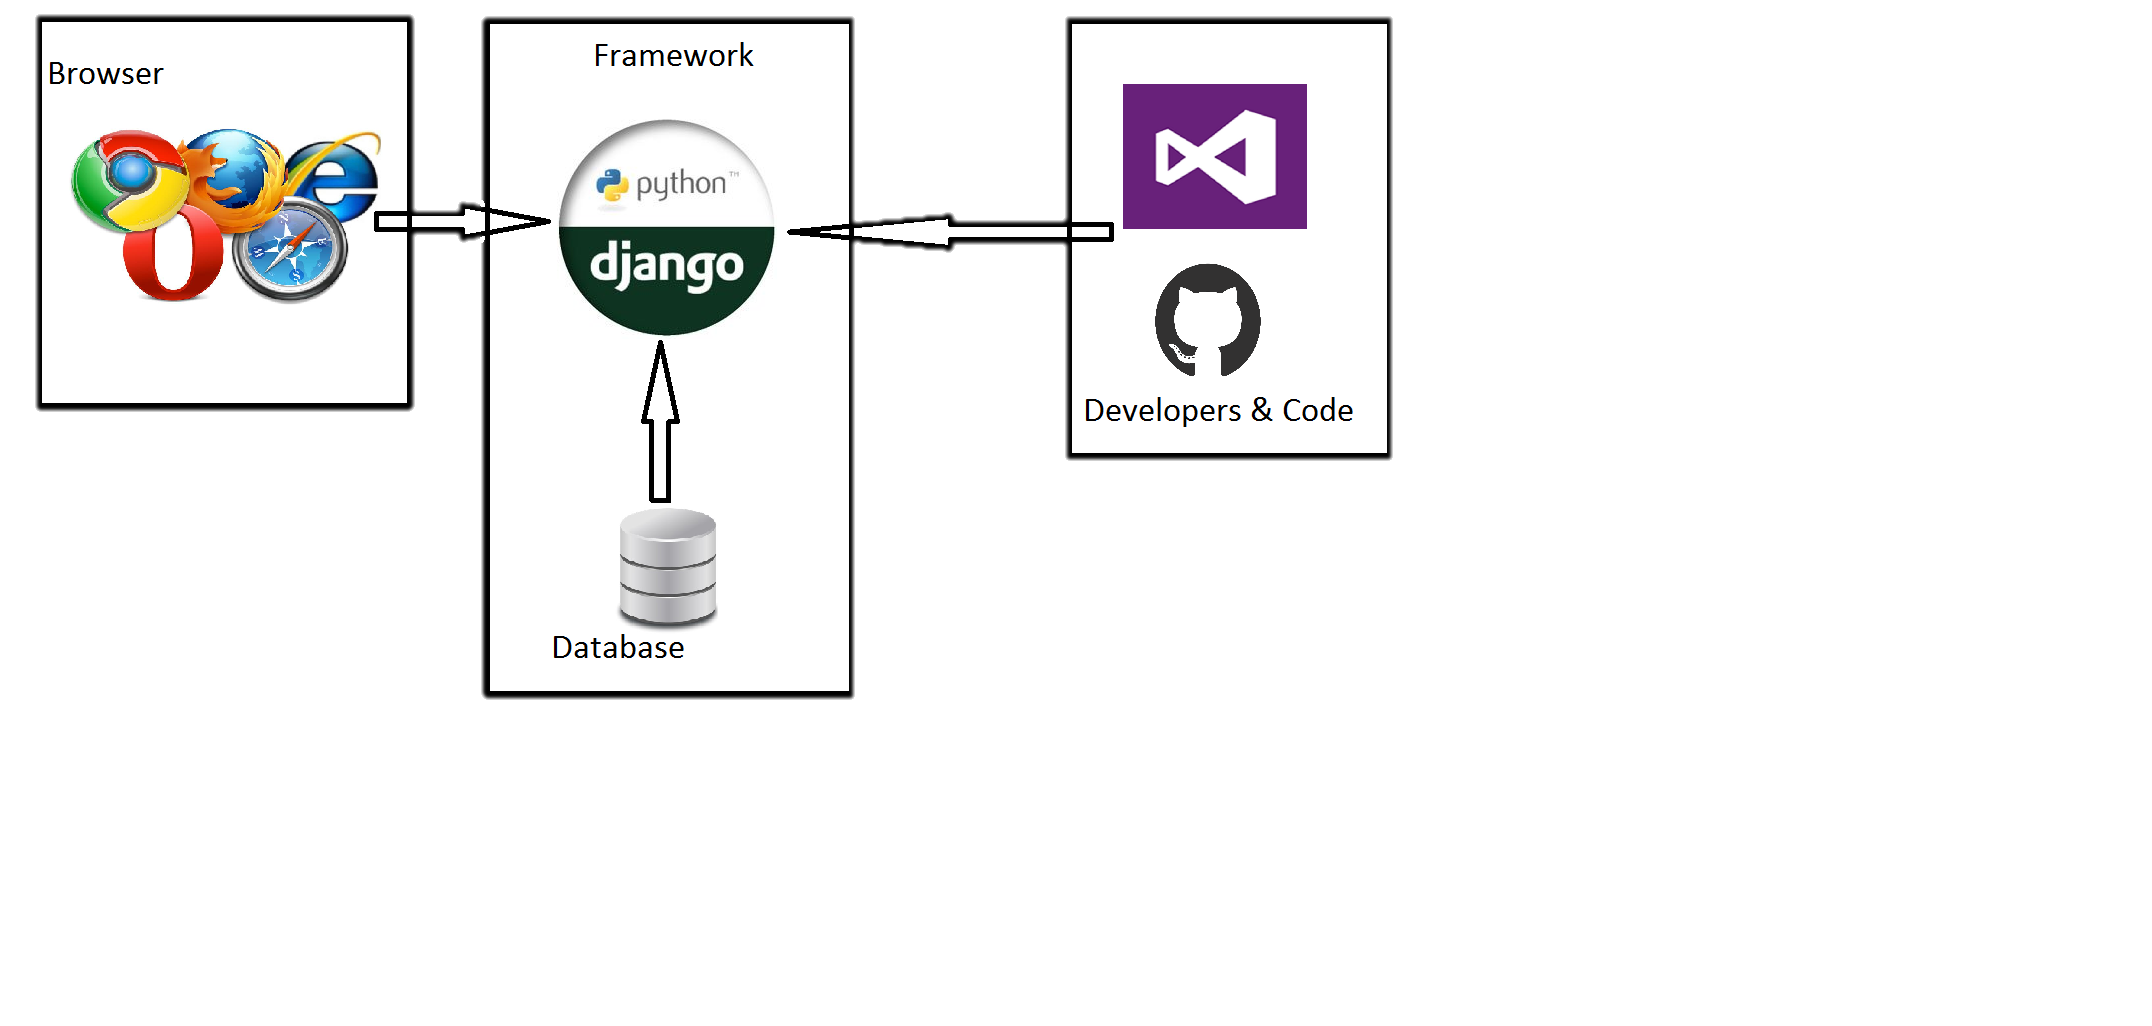 Browser
Framework
python™
django
Developers & Code
Database